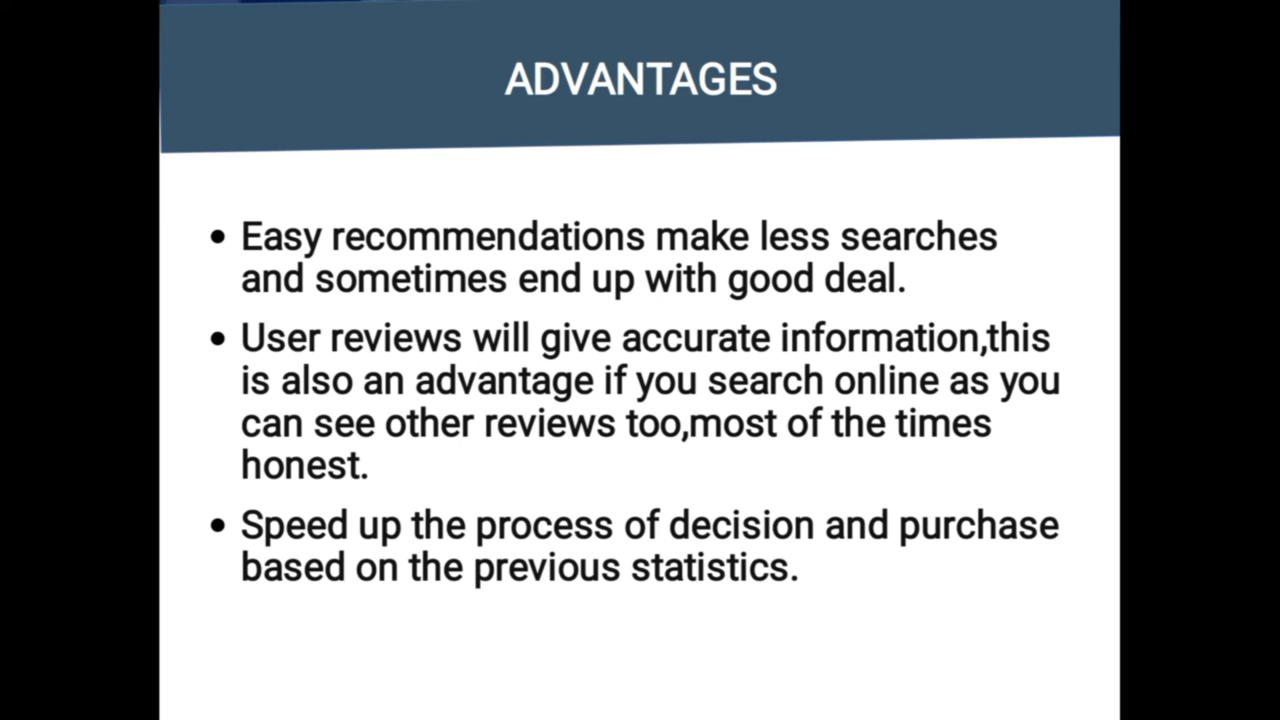 ADVANTAGES
• Easy recommendations make less searches
and sometimes end up with good deal.
• User reviews will give accurate information,this
is also an advantage if you search online as you
can see other reviews too,most of the times
honest.
• Speed up the process of decision and purchase
based on the previous statistics.